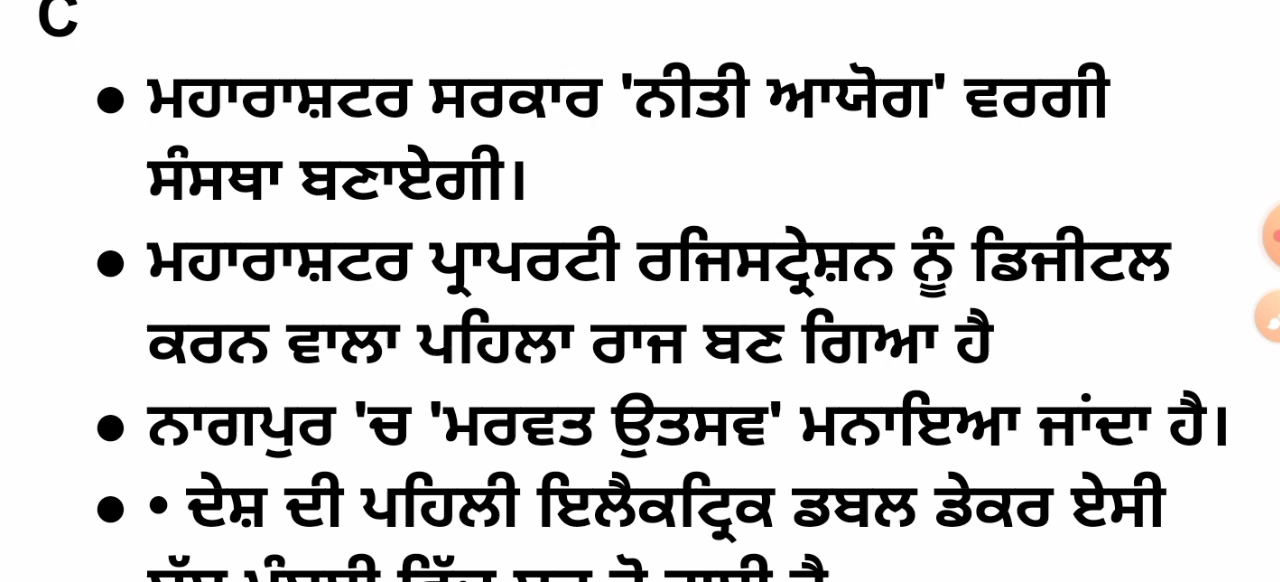 C
• ਮਹਾਰਾਸ਼ਟਰ ਸਰਕਾਰ 'ਨੀਤੀ ਆਯੋਗ' ਵਰਗੀ
ਸੰਸਥਾ ਬਣਾਏਗੀ।
• ਮਹਾਰਾਸ਼ਟਰ ਪ੍ਰਾਪਰਟੀ ਰਜਿਸਟ੍ਰੇਸ਼ਨ ਨੂੰ ਡਿਜੀਟਲ
ਕਰਨ ਵਾਲਾ ਪਹਿਲਾ ਰਾਜ ਬਣ ਗਿਆ ਹੈ
• ਨਾਗਪੁਰ 'ਚ 'ਮਰਵਤ ਉਤਸਵ' ਮਨਾਇਆ ਜਾਂਦਾ ਹੈ।
• • ਦੇਸ਼ ਦੀ ਪਹਿਲੀ ਇਲੈਕਟ੍ਰਿਕ ਡਬਲ ਡੇਕਰ ਏਸੀ